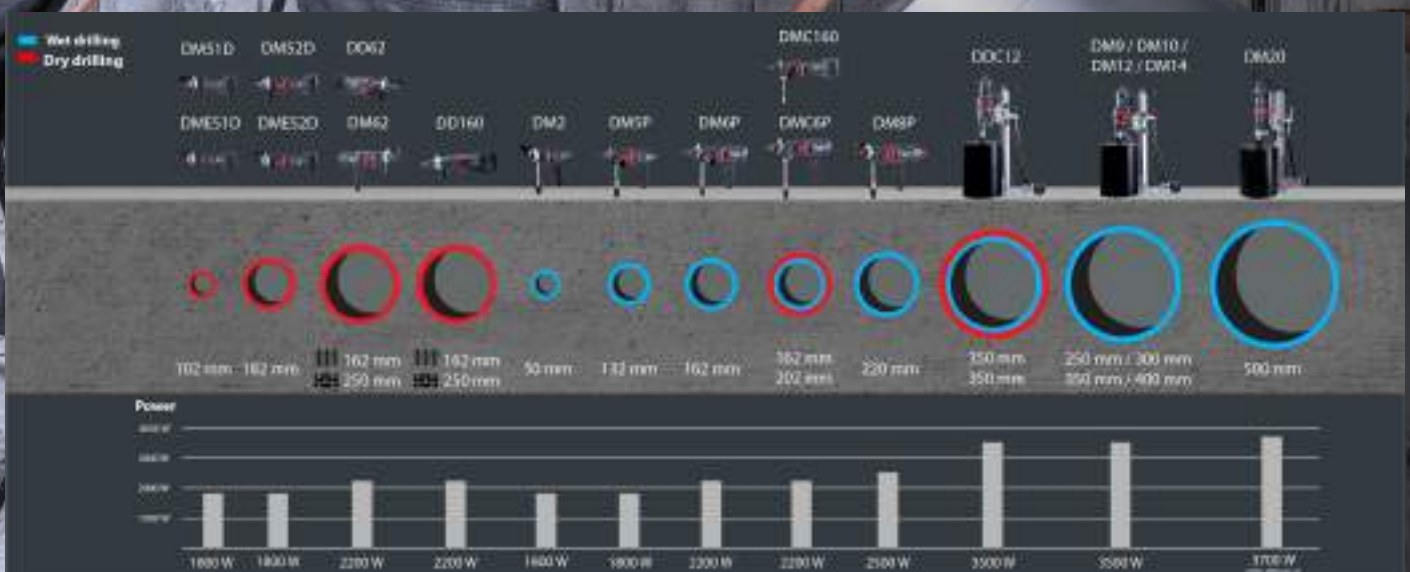 Wet drilling
Dry drilling
DMC160
DMS1D DMS2D DD62
DDC12
DM9 / DM10 /
DM12 / DM14
DM20
DMES1D DMES2D DM62 DD160 DM2 DM5P DM6P DMC6P DM8P
102 mm
162 mm
250 mm
162 mm
250 mm
50 mm 132 mm 162 mm
162 mm
202 mm
220 mm
350 mm
350 mm
250 mm / 300 mm
350 mm / 400 mm
500 mm
Power
1800 W 1800 W 2200 W 2200 W 1800 W 2200 W 2200 W 2500 W 3500 W 3500 W 3700 W